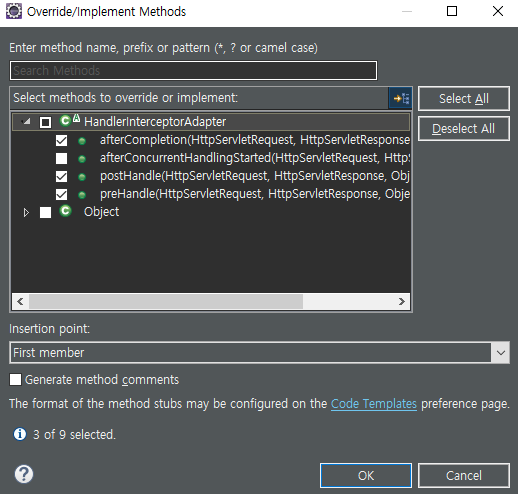 Override/Implement Methods
Enter method name, prefix or pattern (*, ? or camel case)
Search Methods
Select methods to override or implement:
Select All
Deselect All
HandlerInterceptorAdapter
afterCompletion(HttpServletRequest, HttpServletResponse
afterConcurrentHandlingStarted(HttpServletRequest, HttpS
postHandle(HttpServletRequest, HttpServletResponse, Obj
preHandle(HttpServletRequest, HttpServletResponse, Obje
Object
Insertion point:
First member
Generate method comments
The format of the method stubs may be configured on the Code Templates preference page.
3 of 9 selected.
OK
Cancel